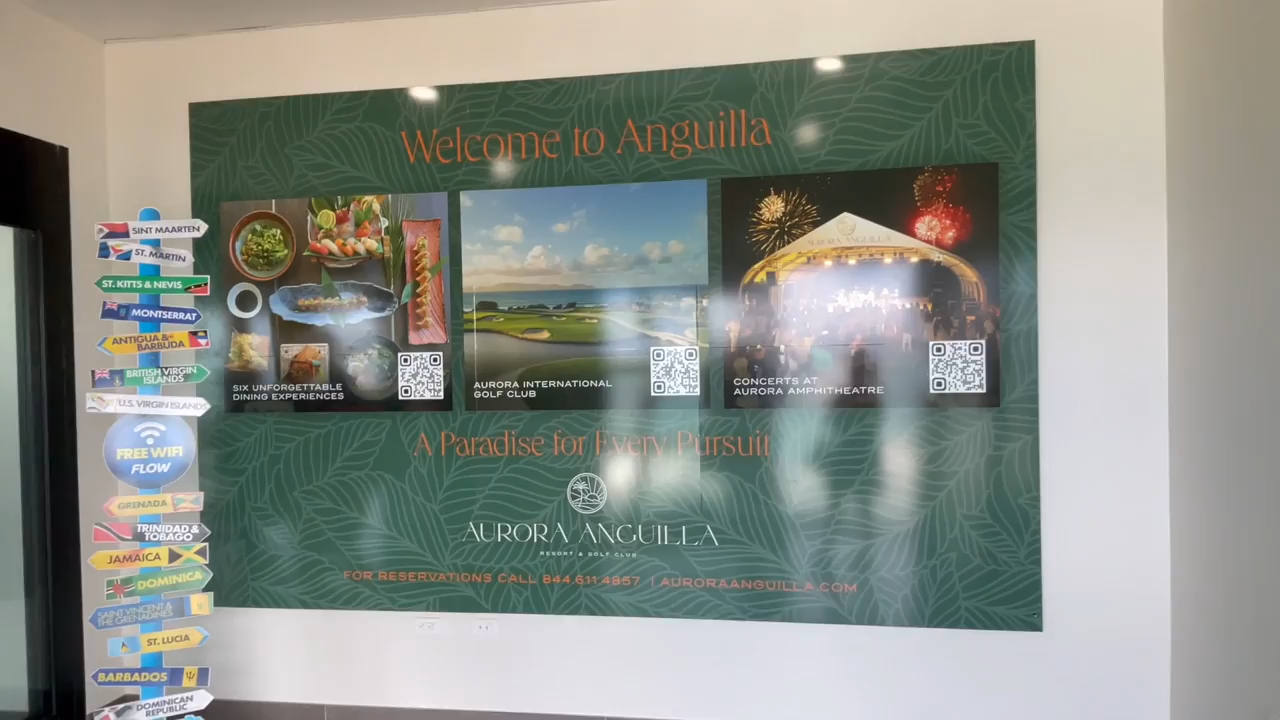 Welcome to Anguilla
AURORA ANGUILLA
SIX UNFORGETTABLE
DINING EXPERIENCES
AURORA INTERNATIONAL
GOLF CLUB
CONCERTS AT
AURORA AMPHITHEATRE
A Paradise for Every Pursuit
AURORA ANGUILLA
RESORT & GOLF CLUB
FOR RESERVATIONS CALL 844.611.4857 | AURORAANGUILLA.COM
SINT MAARTEN
ST. MARTIN
ST. KITTS & NEVIS
MONTSERRAT
ANTIGUA &
BARBUDA
BRITISH VIRGIN
ISLANDS
U.S. VIRGIN ISLANDS
FREE WIFI
FLOW
GRENADA
TRINIDAD &
TOBAGO
JAMAICA
DOMINICA
SAINT VINCENT &
THE GRENADINES
ST. LUCIA
BARBADOS
DOMINICAN
REPUBLIC